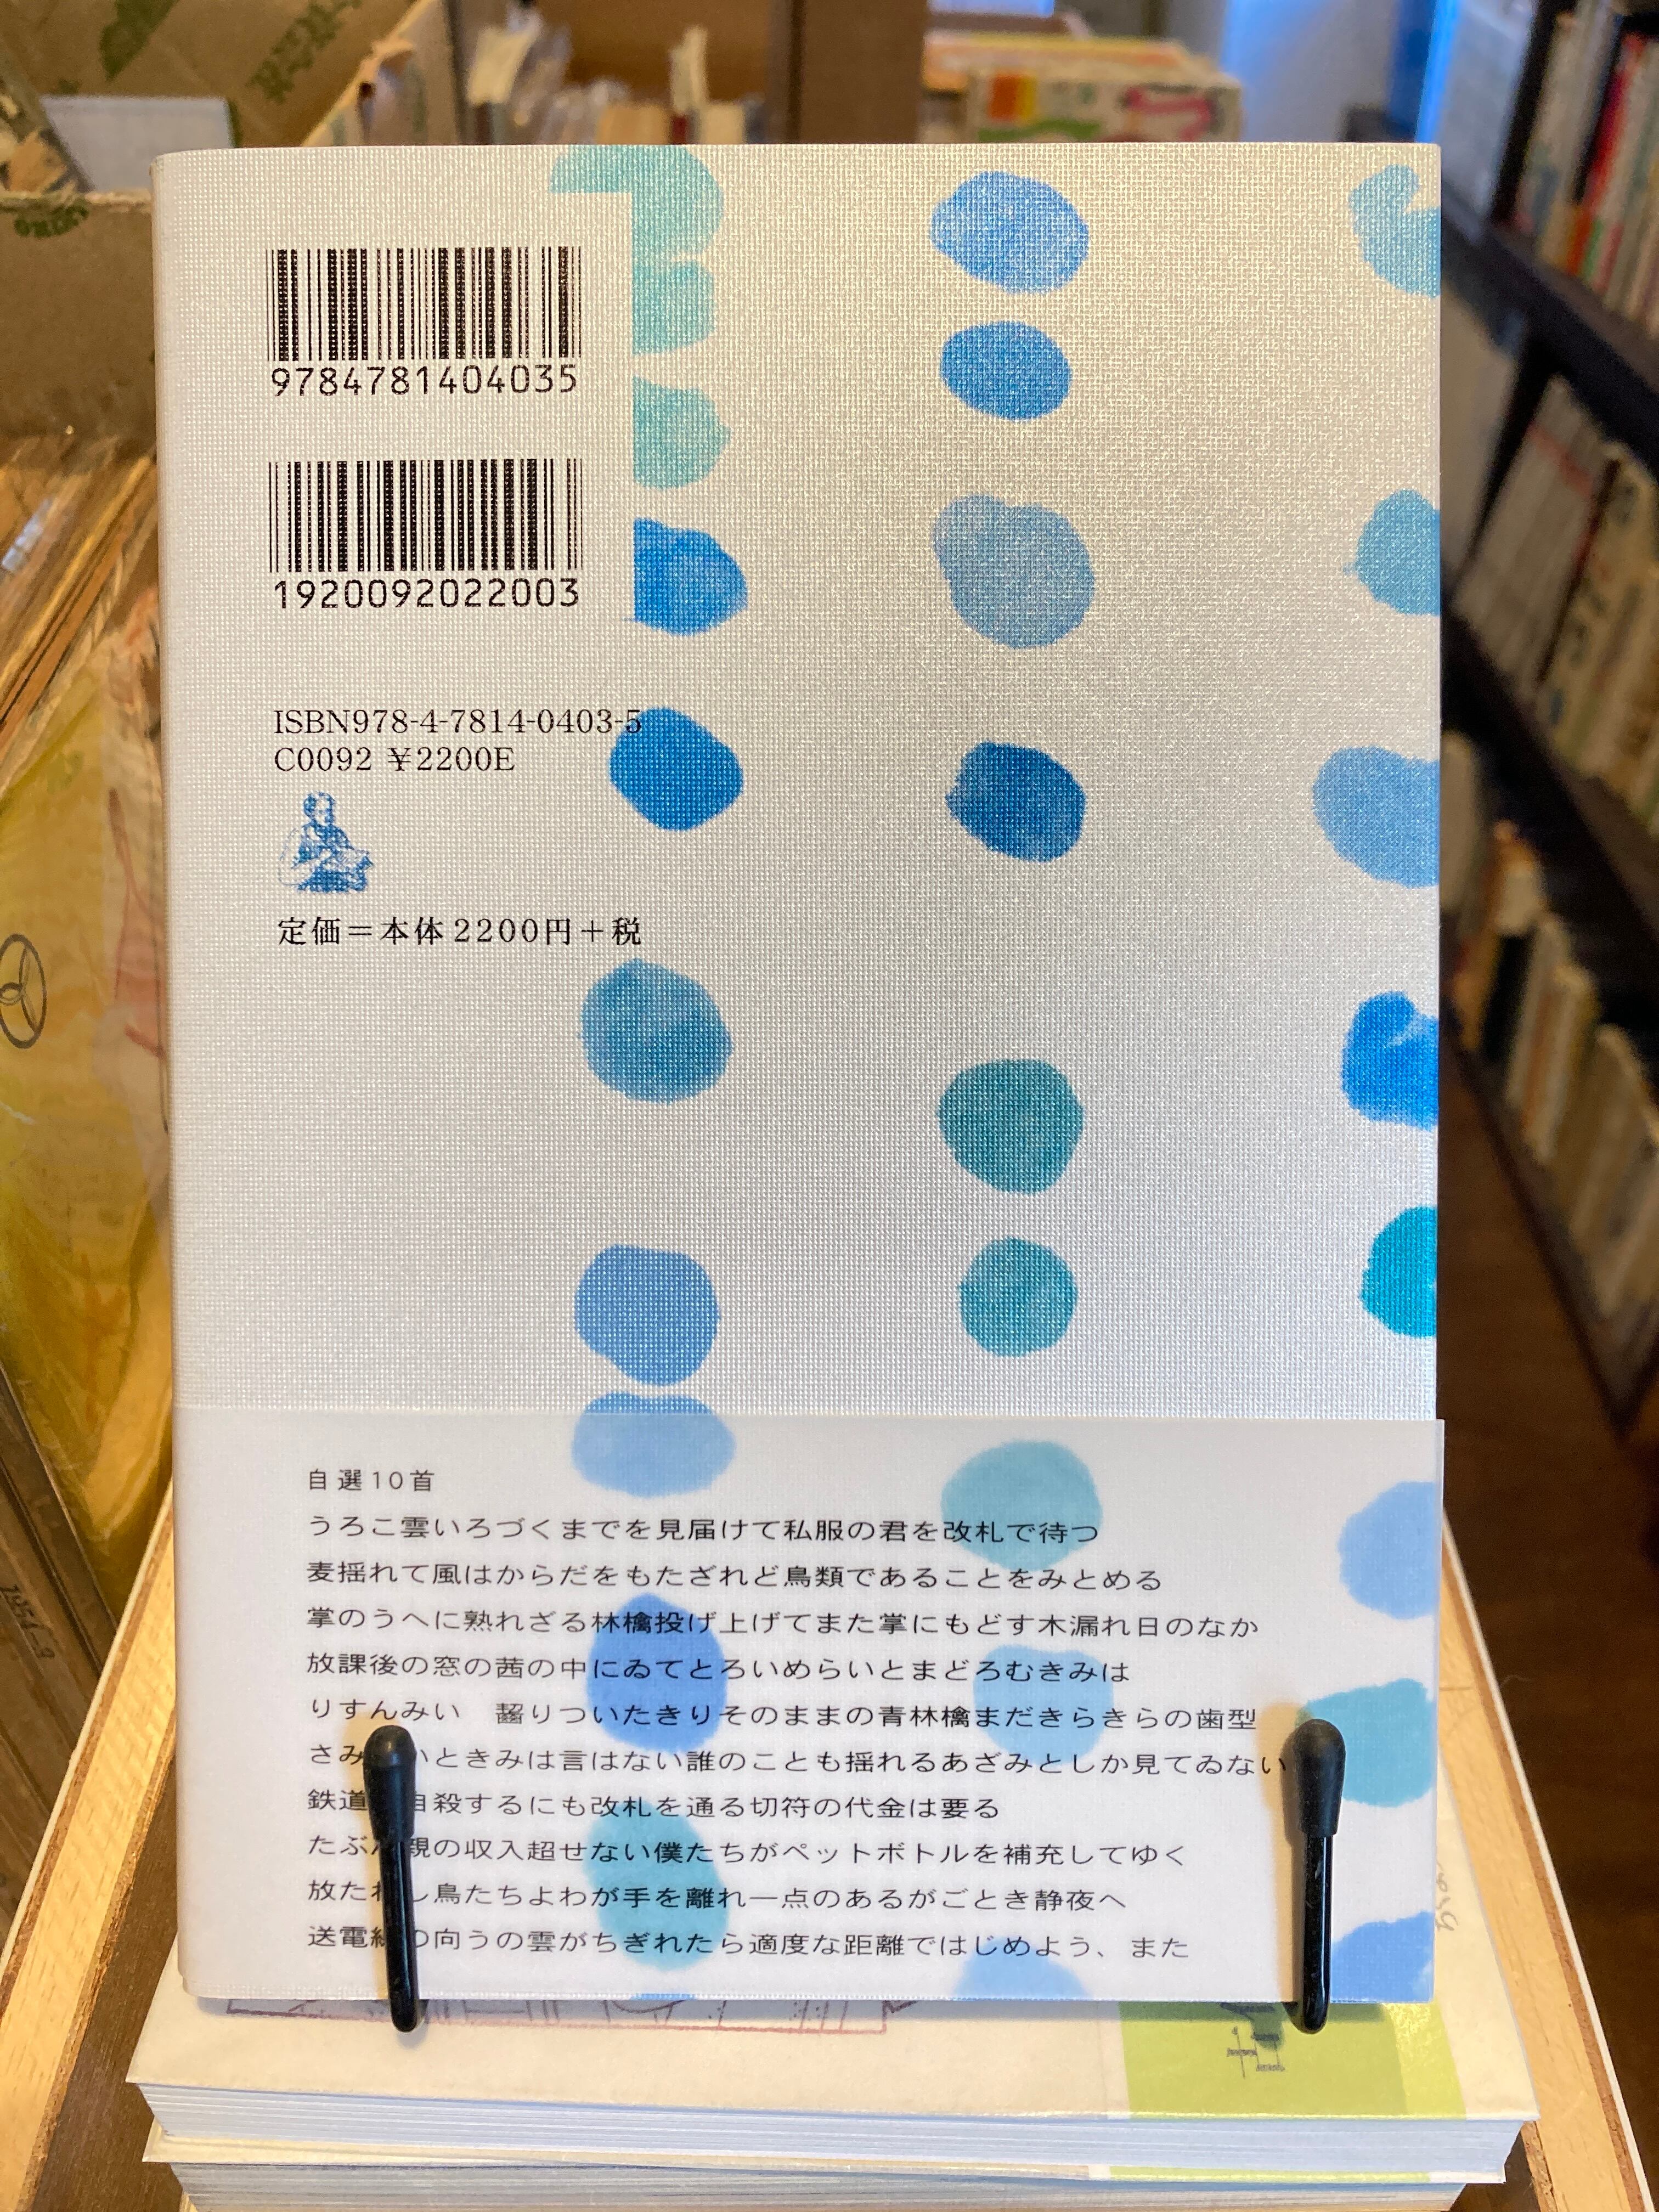 9784781404035
1920092022003
ISBN978-4-7814-0403-5
C0092 ¥2200E
定価＝本体2200円＋税
自選10首
うろこ雲いろづくまでを見届けて私服の君を改札で待つ
麦揺れて風はからだをもたざれど鳥類であることをみとめる
掌のうへに熟れざる林檎投げ上げてまた掌にもどす木漏れ日のなか
放課後の窓の茜の中にゐてとろいめらいとまどろむきみは
りすんみい　齧りついたきりそのままの青林檎まだきらきらの歯型
さみ いときみは言はない誰のことも揺れるあざみとしか見てゐない
鉄道 自殺するにも改札を通る切符の代金は要る
たぶん親の収入超せない僕たちがペットボトルを補充してゆく
放たれし鳥たちよわが手を離れ一点のあるがごとき静夜へ
送電線の向うの雲がちぎれたら適度な距離ではじめよう、また
1954-3